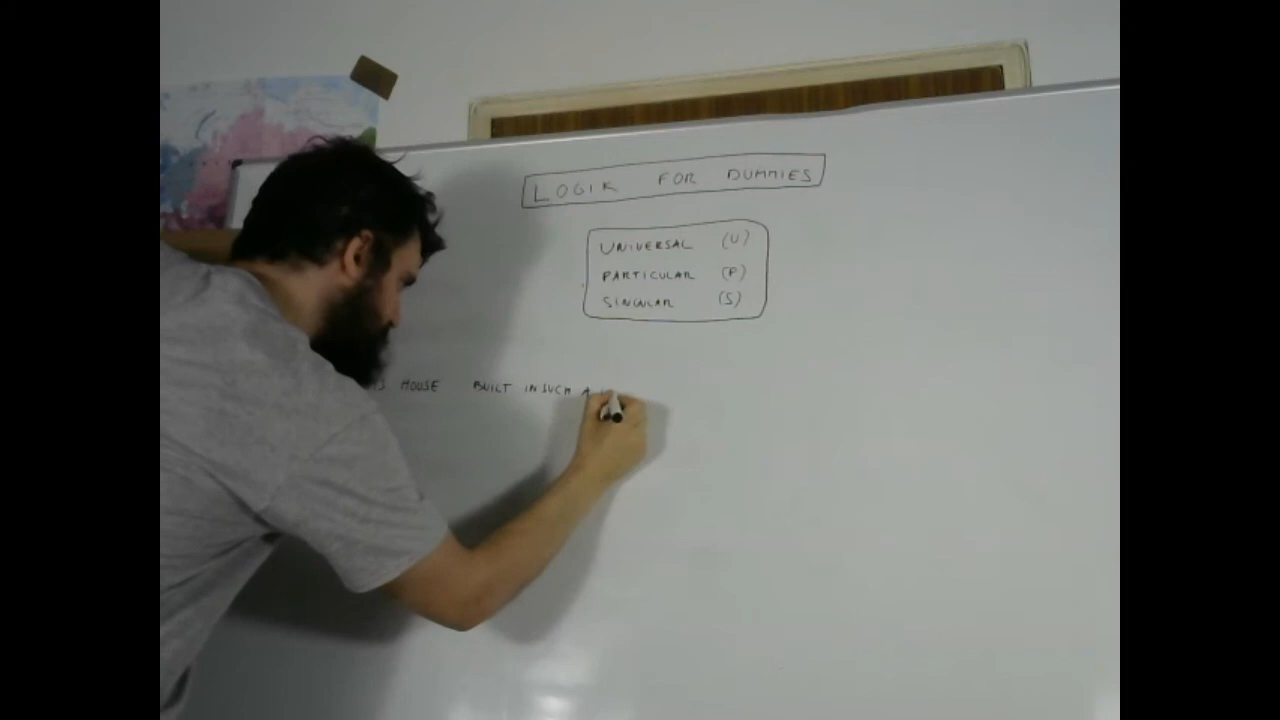 LOGIK FOR DUMMIES
UNIVERSAL (U)
PARTICULAR (P)
SINGULAR (S)
HOUSE BUILT IN SUCH A